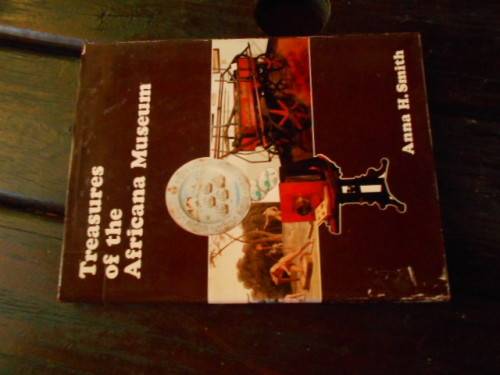 Treasures
of the
Africana Museum
Anna H. Smith